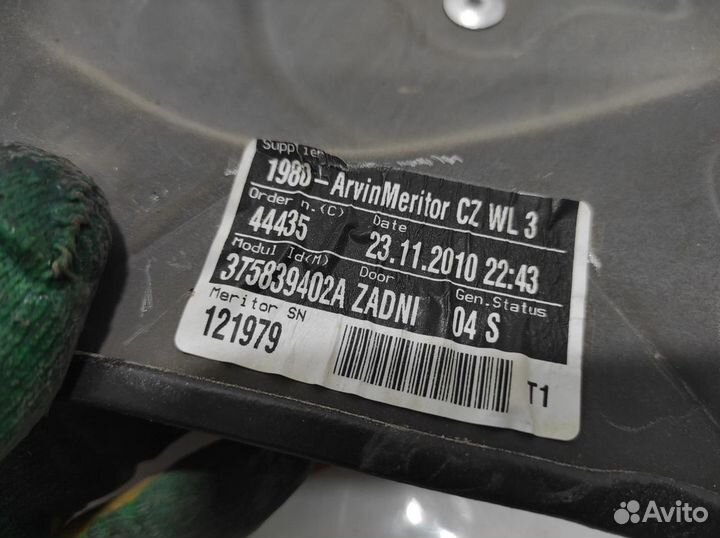 Supplier
1980-ArvinMeritor CZ WL 3
Order n.(C) Date
44435 23.11.2010 22:43
Modul Id(M) Door Gen.Status
3T5839402A ZADNI 04 S
Meritor SN
121979
T1
Avito